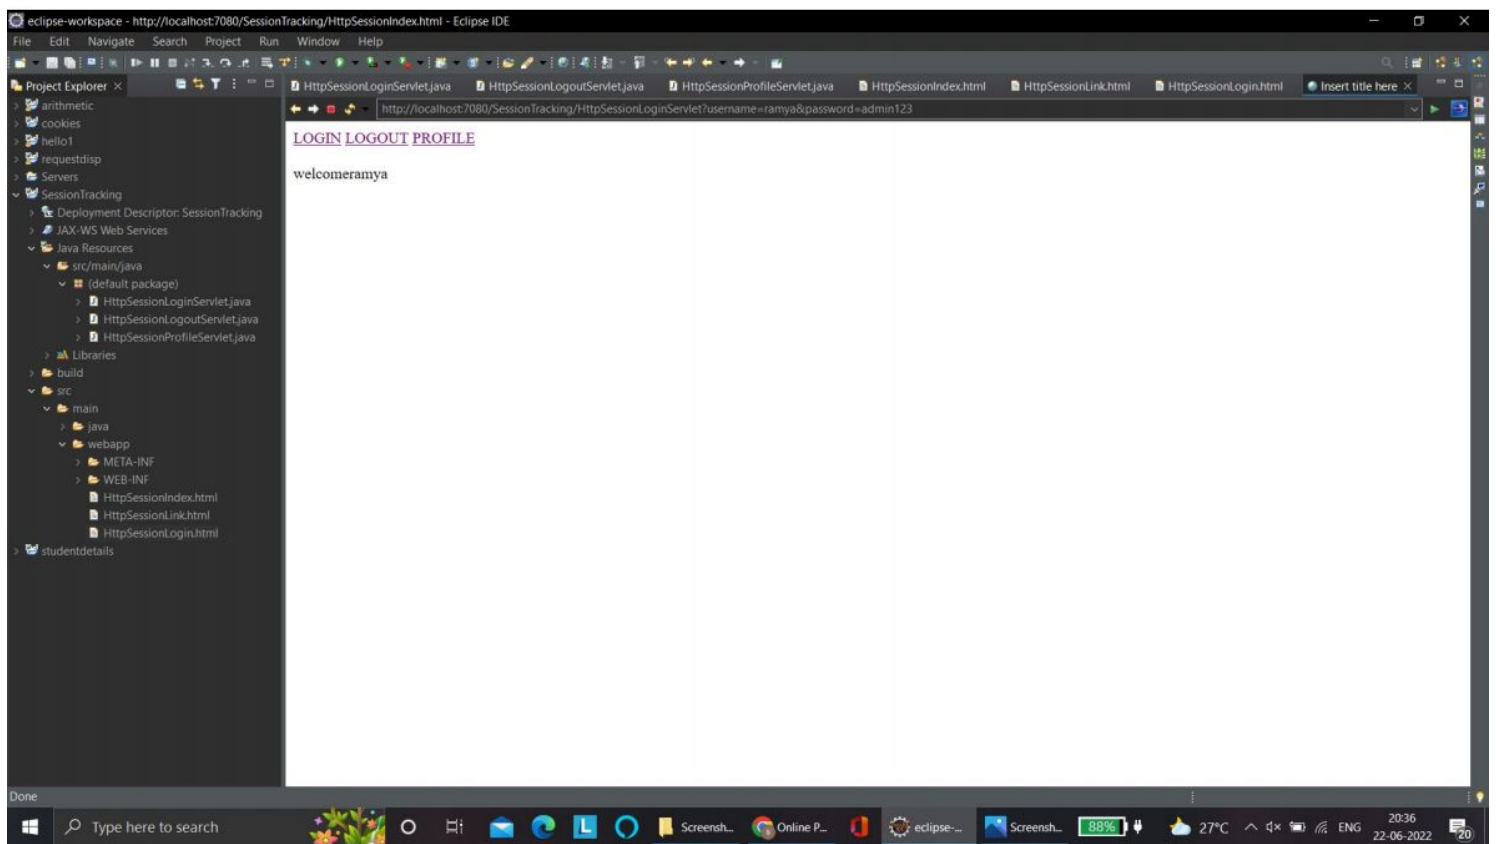 eclipse-workspace - http://localhost:7080/SessionTracking/HttpSessionIndex.html - Eclipse IDE
File Edit Navigate Search Project Run Window Help
Project Explorer
HttpSessionLoginServlet.java HttpSessionLogoutServlet.java HttpSessionProfileServlet.java HttpSessionIndex.html HttpSessionLink.html HttpSessionLogin.html Insert title here
http://localhost:7080/SessionTracking/HttpSessionLoginServlet?username=ramya&password=admin123
arithmetic
cookies
hello1
requestdisp
Servers
SessionTracking
Deployment Descriptor: SessionTracking
JAX-WS Web Services
Java Resources
src/main/java
(default package)
HttpSessionLoginServlet.java
HttpSessionLogoutServlet.java
HttpSessionProfileServlet.java
Libraries
build
src
main
java
webapp
META-INF
WEB-INF
HttpSessionIndex.html
HttpSessionLink.html
HttpSessionLogin.html
studentdetails
LOGIN LOGOUT PROFILE
welcomeramya
Done
Type here to search
L
Screensh...
Online P...
eclipse-...
Screensh...
88%
27°C
ENG
20:36
22-06-2022
20